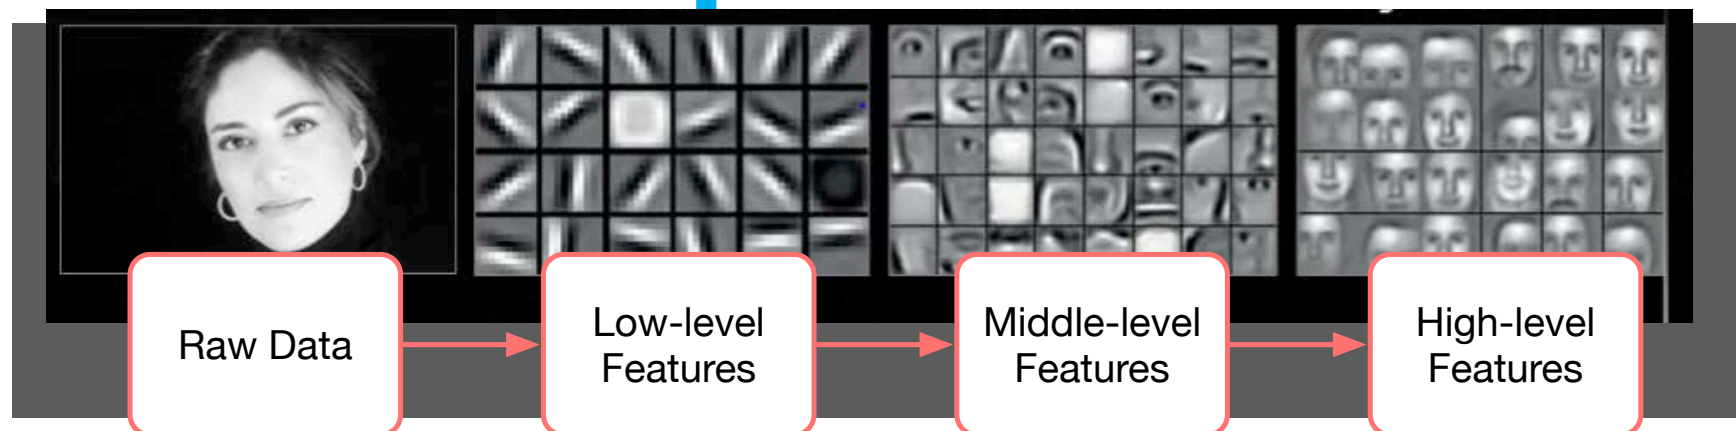 Raw Data
Low-level
Features
Middle-level
Features
High-level
Features